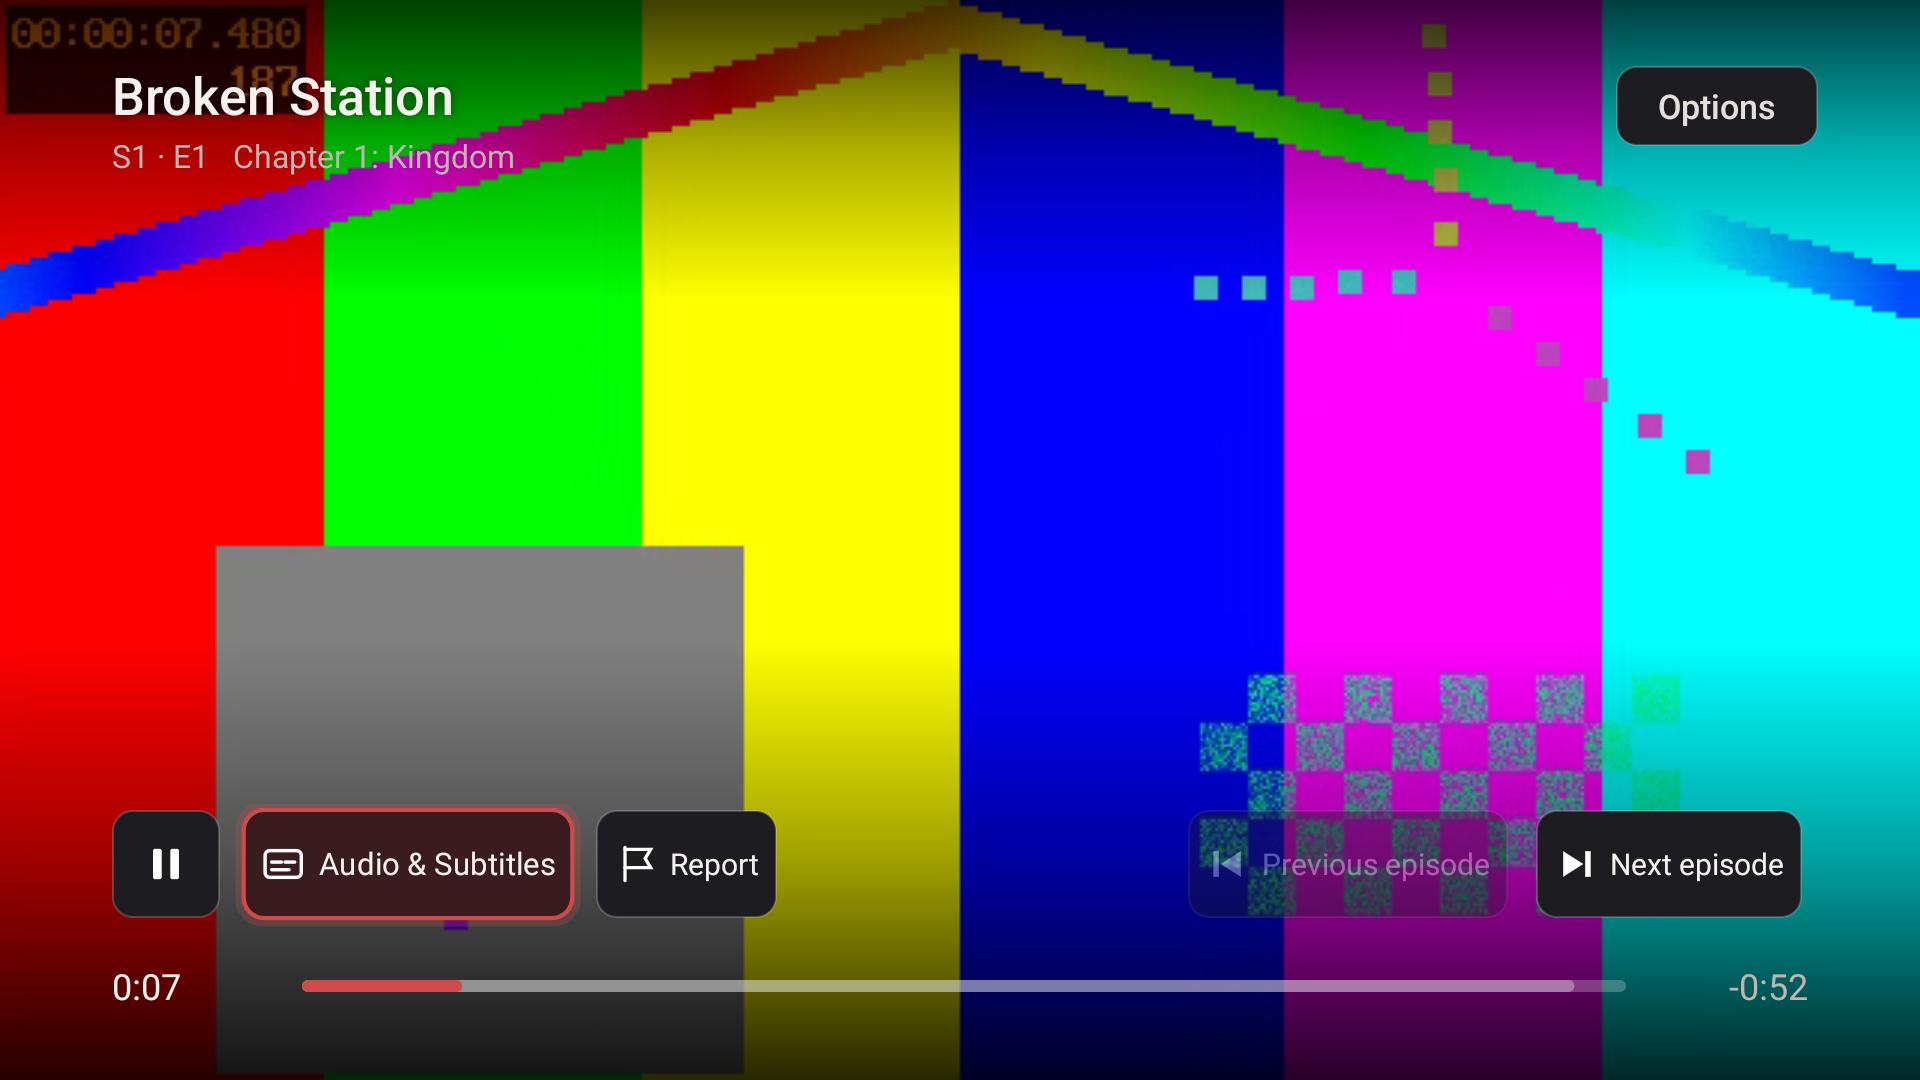 00:00:07.480
187
Broken Station
S1 · E1 Chapter 1: Kingdom
Options
Audio & Subtitles
Report
Previous episode
Next episode
0:07
-0:52